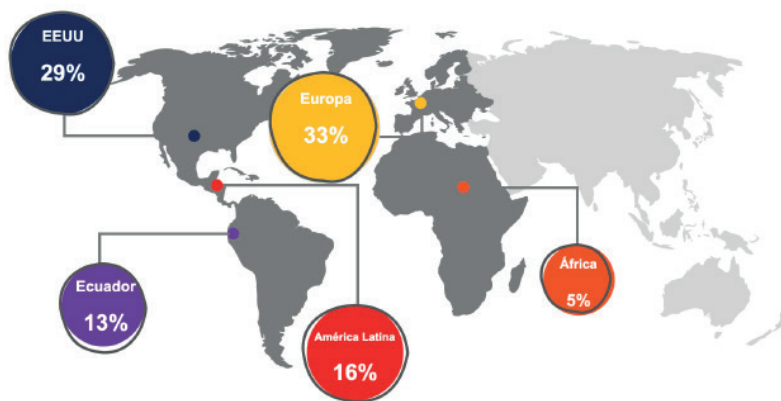 EEUU
29%
Europa
33%
Ecuador
13%
América Latina
16%
África
5%